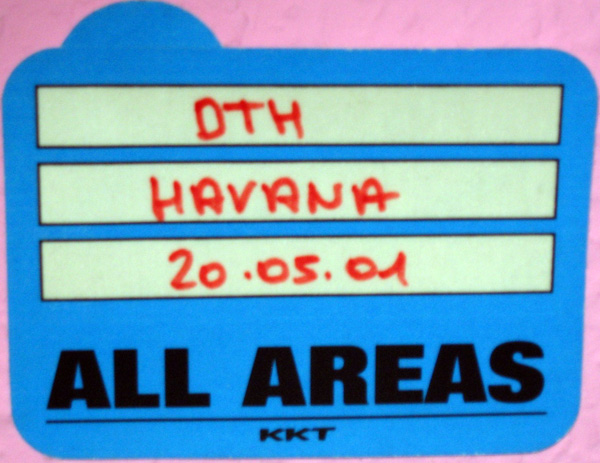 DTH
HAVANA
20.05.01
ALL AREAS
KKT